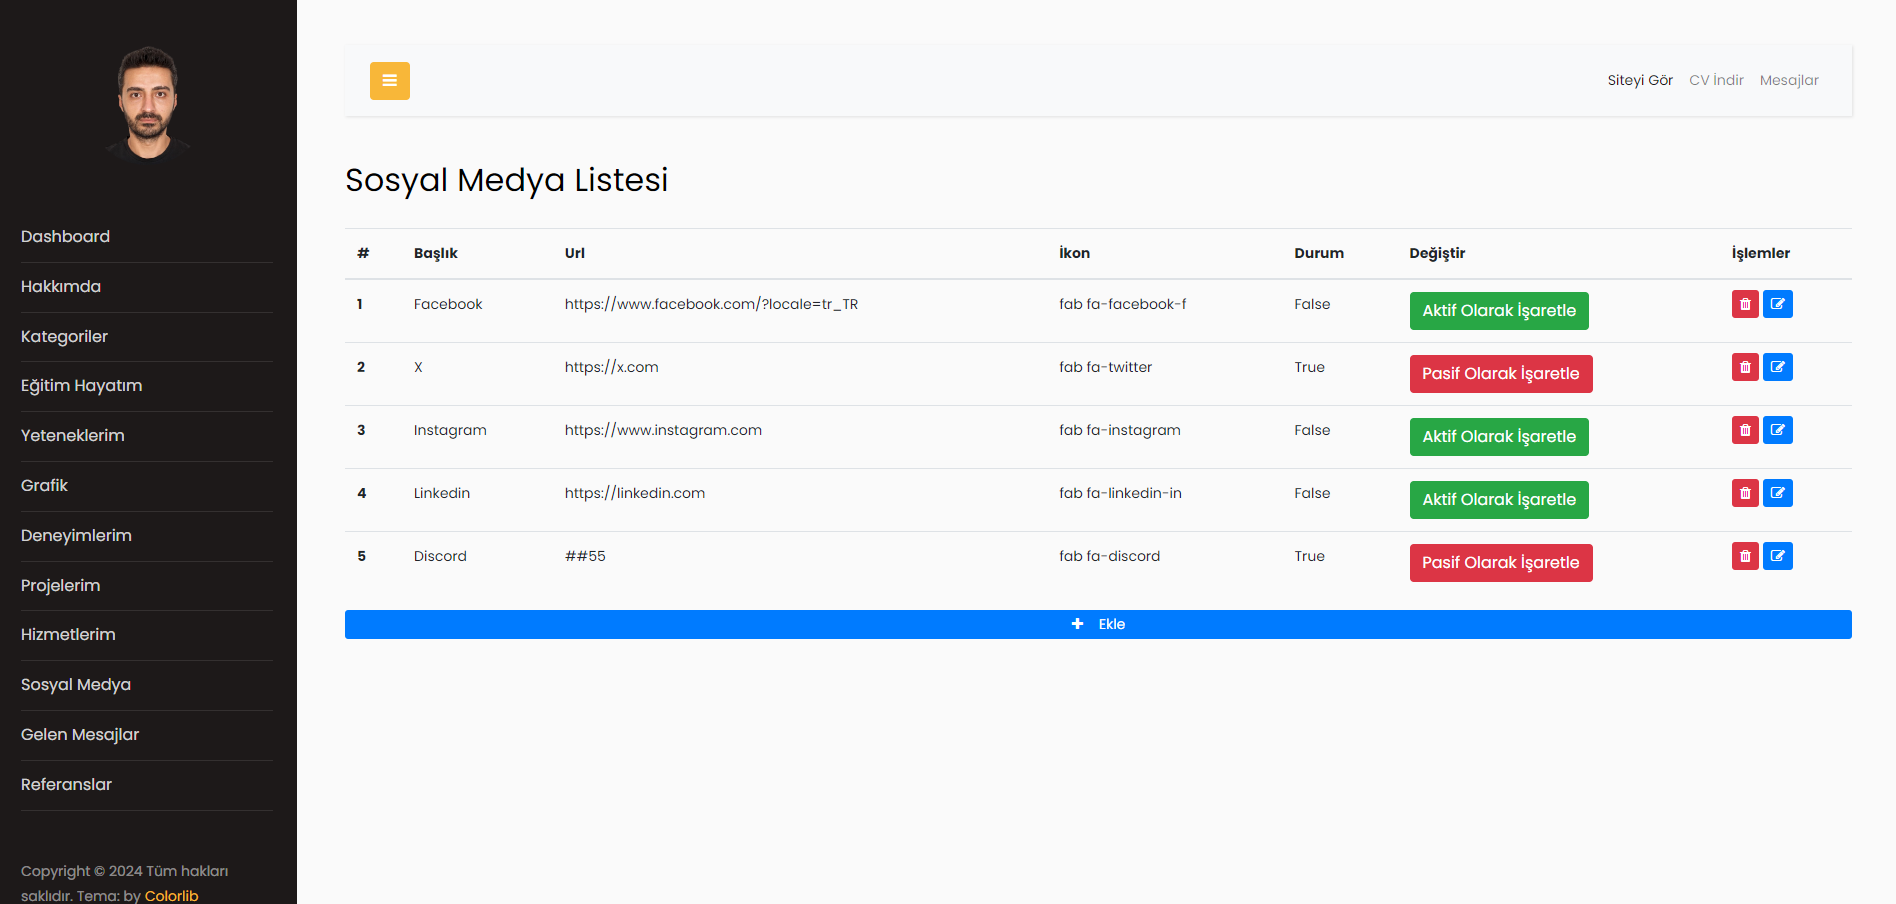 Siteyi Gör CV İndir Mesajlar
Dashboard
Hakkımda
Kategoriler
Eğitim Hayatım
Yeteneklerim
Grafik
Deneyimlerim
Projelerim
Hizmetlerim
Sosyal Medya
Gelen Mesajlar
Referanslar
Copyright © 2024 Tüm hakları
saklıdır. Tema: by Colorlib
Sosyal Medya Listesi
# Başlık Url İkon Durum Değiştir İşlemler
1 Facebook https://www.facebook.com/?locale=tr_TR fab fa-facebook-f False Aktif Olarak İşaretle
2 X https://x.com fab fa-twitter True Pasif Olarak İşaretle
3 Instagram https://www.instagram.com fab fa-instagram False Aktif Olarak İşaretle
4 Linkedin https://linkedin.com fab fa-linkedin-in False Aktif Olarak İşaretle
5 Discord ##55 fab fa-discord True Pasif Olarak İşaretle
Ekle